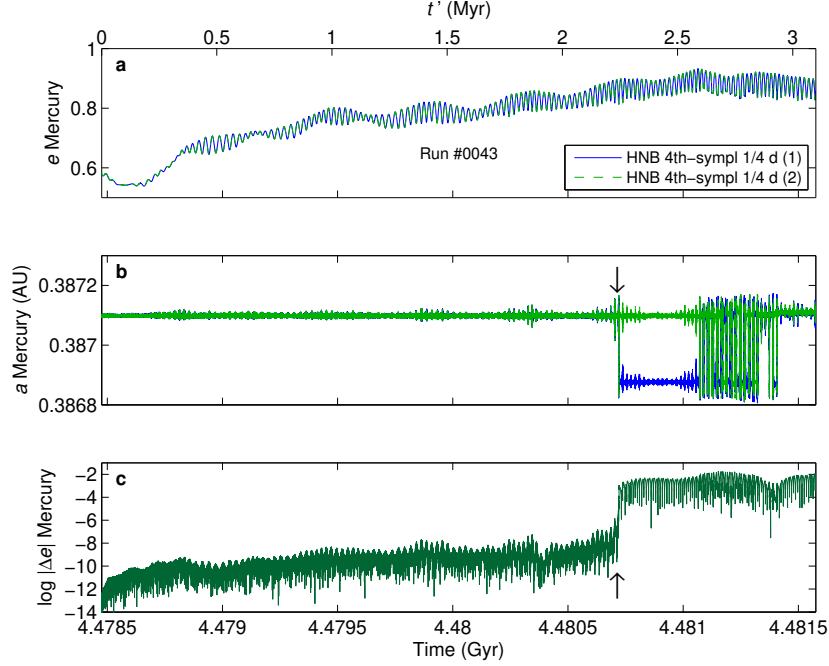 t' (Myr)
0 0.5 1 1.5 2 2.5 3
1
0.8
0.6
e Mercury
a
Run #0043
HNB 4th−sympl 1/4 d (1)
HNB 4th−sympl 1/4 d (2)
b
0.3872
0.387
0.3868
a Mercury (AU)
c
−2
−4
−6
−8
−10
−12
−14
log |Δe| Mercury
4.4785 4.479 4.4795 4.48 4.4805 4.481 4.4815
Time (Gyr)